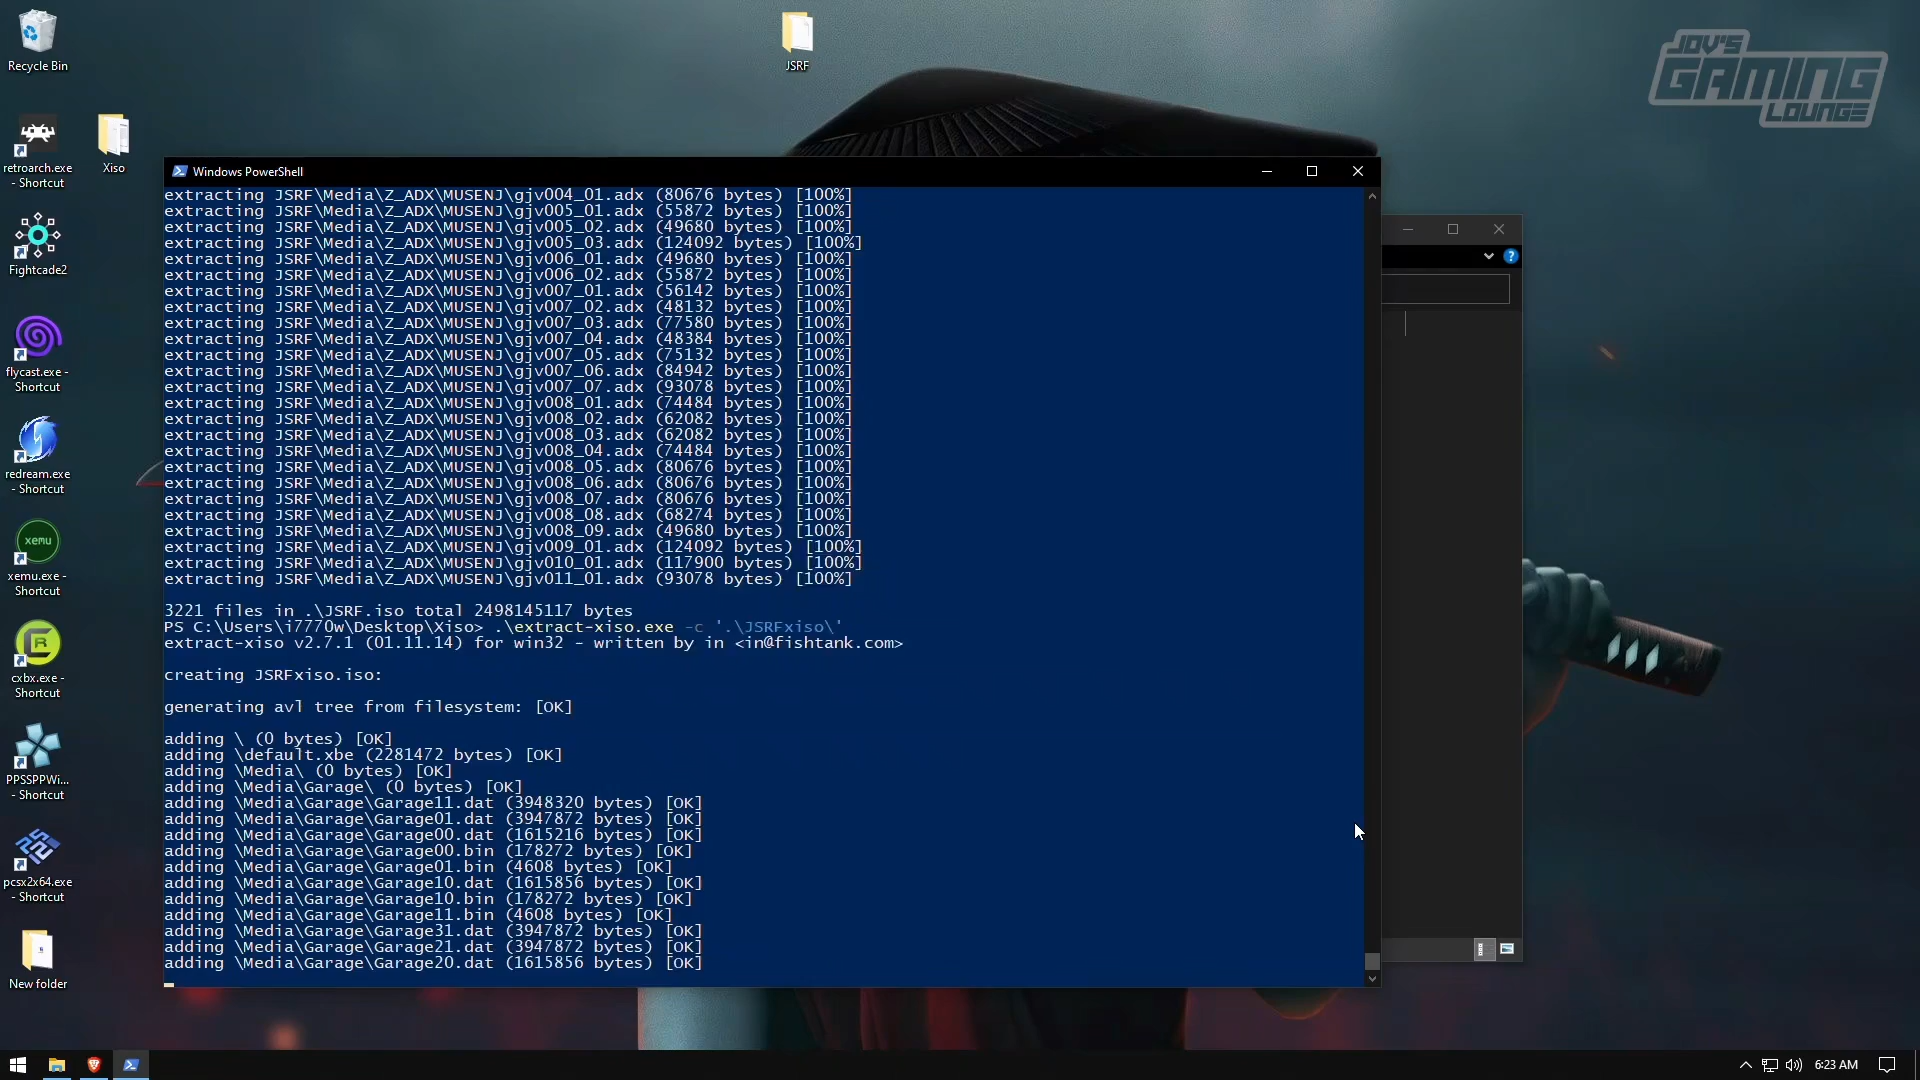 Recycle Bin
JSRF
JOV'S
GAMING
LOUNGE
retroarch.exe
- Shortcut
Xiso
Fightcade2
flycast.exe -
Shortcut
redream.exe
- Shortcut
xemu
xemu.exe -
Shortcut
cxbx.exe -
Shortcut
PPSSPPWi...
- Shortcut
pcsx2x64.exe
- Shortcut
New folder
Windows PowerShell
extracting JSRF\Media\Z_ADX\MUSENJ\gjv004_01.adx (80676 bytes) [100%]
extracting JSRF\Media\Z_ADX\MUSENJ\gjv005_01.adx (55872 bytes) [100%]
extracting JSRF\Media\Z_ADX\MUSENJ\gjv005_02.adx (49680 bytes) [100%]
extracting JSRF\Media\Z_ADX\MUSENJ\gjv005_03.adx (124092 bytes) [100%]
extracting JSRF\Media\Z_ADX\MUSENJ\gjv006_01.adx (49680 bytes) [100%]
extracting JSRF\Media\Z_ADX\MUSENJ\gjv006_02.adx (55872 bytes) [100%]
extracting JSRF\Media\Z_ADX\MUSENJ\gjv007_01.adx (56142 bytes) [100%]
extracting JSRF\Media\Z_ADX\MUSENJ\gjv007_02.adx (48132 bytes) [100%]
extracting JSRF\Media\Z_ADX\MUSENJ\gjv007_03.adx (77580 bytes) [100%]
extracting JSRF\Media\Z_ADX\MUSENJ\gjv007_04.adx (48384 bytes) [100%]
extracting JSRF\Media\Z_ADX\MUSENJ\gjv007_05.adx (75132 bytes) [100%]
extracting JSRF\Media\Z_ADX\MUSENJ\gjv007_06.adx (84942 bytes) [100%]
extracting JSRF\Media\Z_ADX\MUSENJ\gjv007_07.adx (93078 bytes) [100%]
extracting JSRF\Media\Z_ADX\MUSENJ\gjv008_01.adx (74484 bytes) [100%]
extracting JSRF\Media\Z_ADX\MUSENJ\gjv008_02.adx (62082 bytes) [100%]
extracting JSRF\Media\Z_ADX\MUSENJ\gjv008_03.adx (62082 bytes) [100%]
extracting JSRF\Media\Z_ADX\MUSENJ\gjv008_04.adx (74484 bytes) [100%]
extracting JSRF\Media\Z_ADX\MUSENJ\gjv008_05.adx (80676 bytes) [100%]
extracting JSRF\Media\Z_ADX\MUSENJ\gjv008_06.adx (80676 bytes) [100%]
extracting JSRF\Media\Z_ADX\MUSENJ\gjv008_07.adx (80676 bytes) [100%]
extracting JSRF\Media\Z_ADX\MUSENJ\gjv008_08.adx (68274 bytes) [100%]
extracting JSRF\Media\Z_ADX\MUSENJ\gjv008_09.adx (49680 bytes) [100%]
extracting JSRF\Media\Z_ADX\MUSENJ\gjv009_01.adx (124092 bytes) [100%]
extracting JSRF\Media\Z_ADX\MUSENJ\gjv010_01.adx (117900 bytes) [100%]
extracting JSRF\Media\Z_ADX\MUSENJ\gjv011_01.adx (93078 bytes) [100%]
3221 files in .\JSRF.iso total 2498145117 bytes
PS C:\Users\i7770w\Desktop\Xiso> .\extract-xiso.exe -c '.\JSRFxiso\'
extract-xiso v2.7.1 (01.11.14) for win32 - written by in <in@fishtank.com>
creating JSRFxiso.iso:
generating avl tree from filesystem: [OK]
adding \ (0 bytes) [OK]
adding \default.xbe (2281472 bytes) [OK]
adding \Media\ (0 bytes) [OK]
adding \Media\Garage\ (0 bytes) [OK]
adding \Media\Garage\Garage11.dat (3948320 bytes) [OK]
adding \Media\Garage\Garage01.dat (3947872 bytes) [OK]
adding \Media\Garage\Garage00.dat (1615216 bytes) [OK]
adding \Media\Garage\Garage00.bin (178272 bytes) [OK]
adding \Media\Garage\Garage01.bin (4608 bytes) [OK]
adding \Media\Garage\Garage10.dat (1615856 bytes) [OK]
adding \Media\Garage\Garage10.bin (178272 bytes) [OK]
adding \Media\Garage\Garage11.bin (4608 bytes) [OK]
adding \Media\Garage\Garage31.dat (3947872 bytes) [OK]
adding \Media\Garage\Garage21.dat (3947872 bytes) [OK]
adding \Media\Garage\Garage20.dat (1615856 bytes) [OK]
6:23 AM